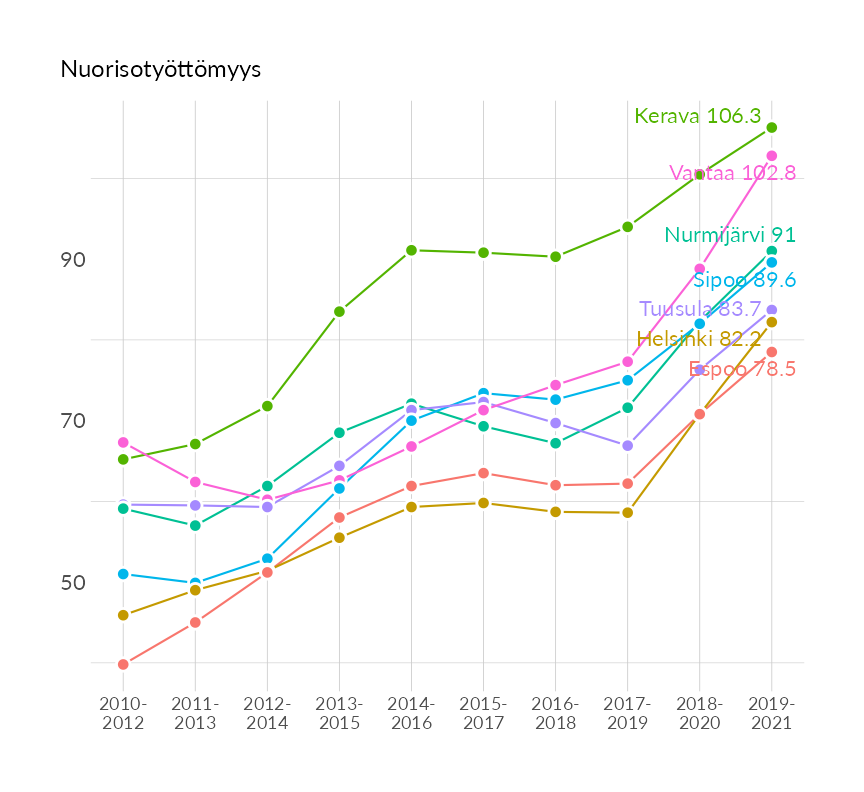 Nuorisotyöttömyys
Kerava 106.3
Vantaa 102.8
Nurmijärvi 91
90
Sipoo 89.6
Tuusula 83.7
Helsinki 82.2
Espoo 78.5
70
50
2010- 2011- 2012- 2013- 2014- 2015- 2016- 2017- 2018- 2019-
2012 2013 2014 2015 2016 2017 2018 2019 2020 2021